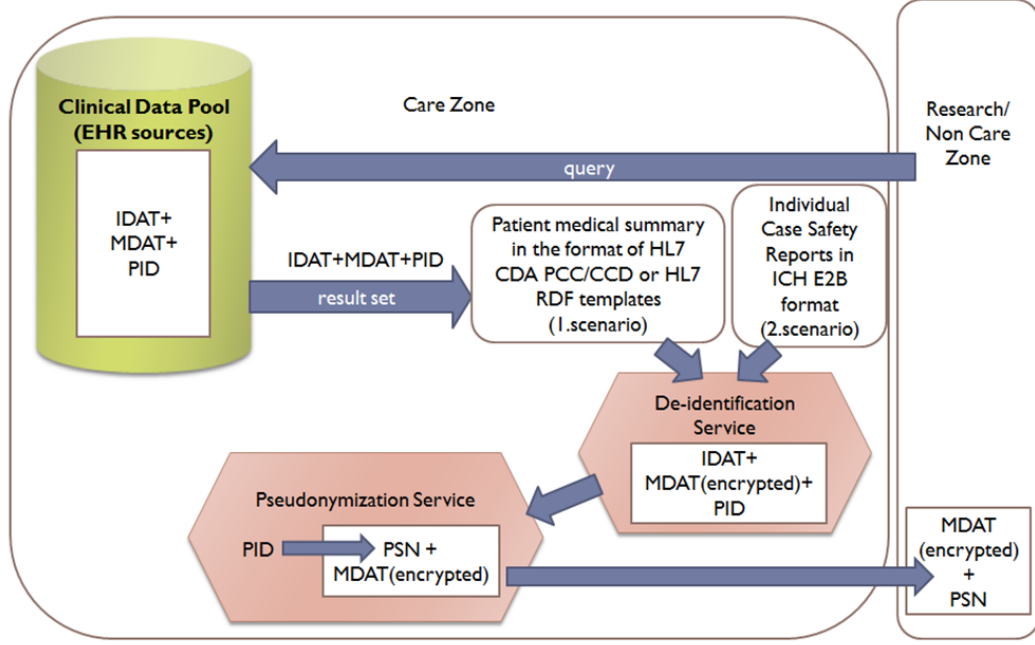 Clinical Data Pool
(EHR sources)
IDAT+
MDAT+
PID
Care Zone
Research/
Non Care
Zone
query
IDAT+MDAT+PID
result set
Patient medical summary
in the format of HL7
CDA PCC/CCD or HL7
RDF templates
(1.scenario)
Individual
Case Safety
Reports in
ICH E2B
format
(2.scenario)
De-identification
Service
IDAT+
MDAT(encrypted)+
PID
Pseudonymization Service
PID
PSN +
MDAT(encrypted)
MDAT
(encrypted)
+
PSN